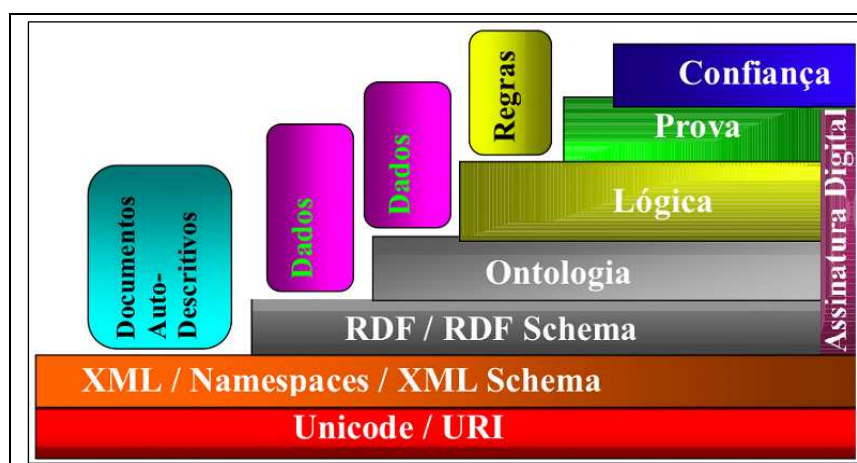 Confiança
Prova
Regras
Lógica
Assinatura Digital
Dados
Dados
Ontologia
Documentos
Auto-
Descritivos
RDF / RDF Schema
XML / Namespaces / XML Schema
Unicode / URI